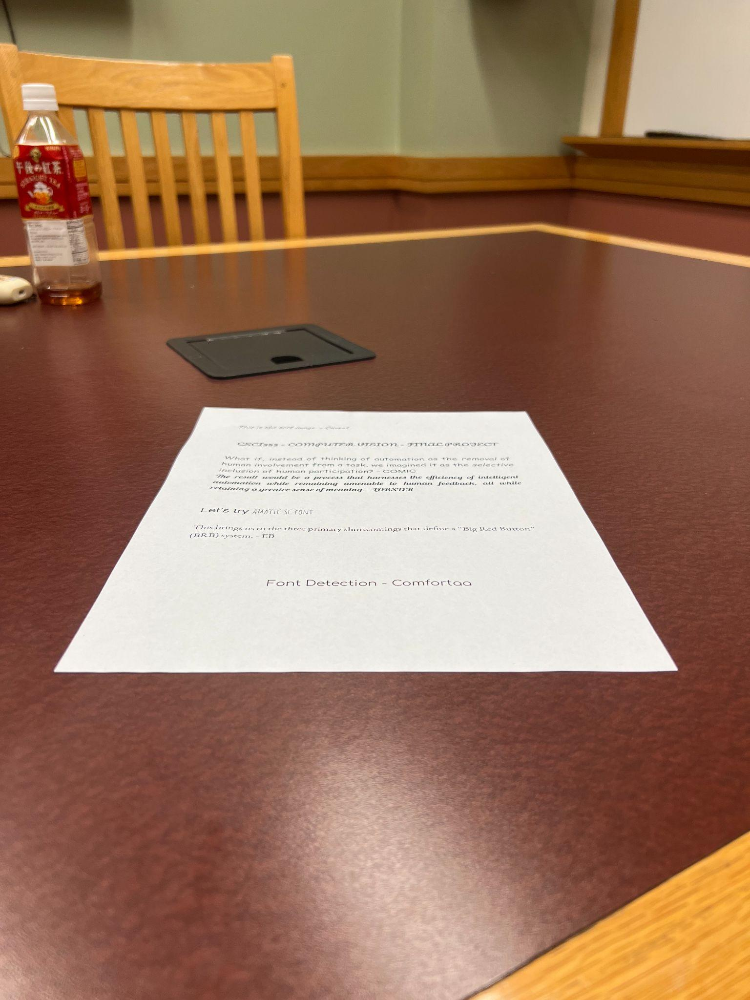 KIRIN
午後の紅茶
STRAIGHT TEA
This is the test image - Caveat
- COMPUTER VISION - FINAL PROJECT
What if, instead of thinking of automation as the removal of
human involvement from a task, we imagined it as the selective
inclusion of human participation? - COMIC
The result would be a process that harnesses the efficiency of intelligent
automation while remaining amenable to human feedback, all while
retaining a greater sense of meaning. - LOBSTER
Let's try AMATIC SC FONT
This brings us to the three primary shortcomings that define a “Big Red Button”
(BRB) system. - EB
Font Detection - Comfortaa